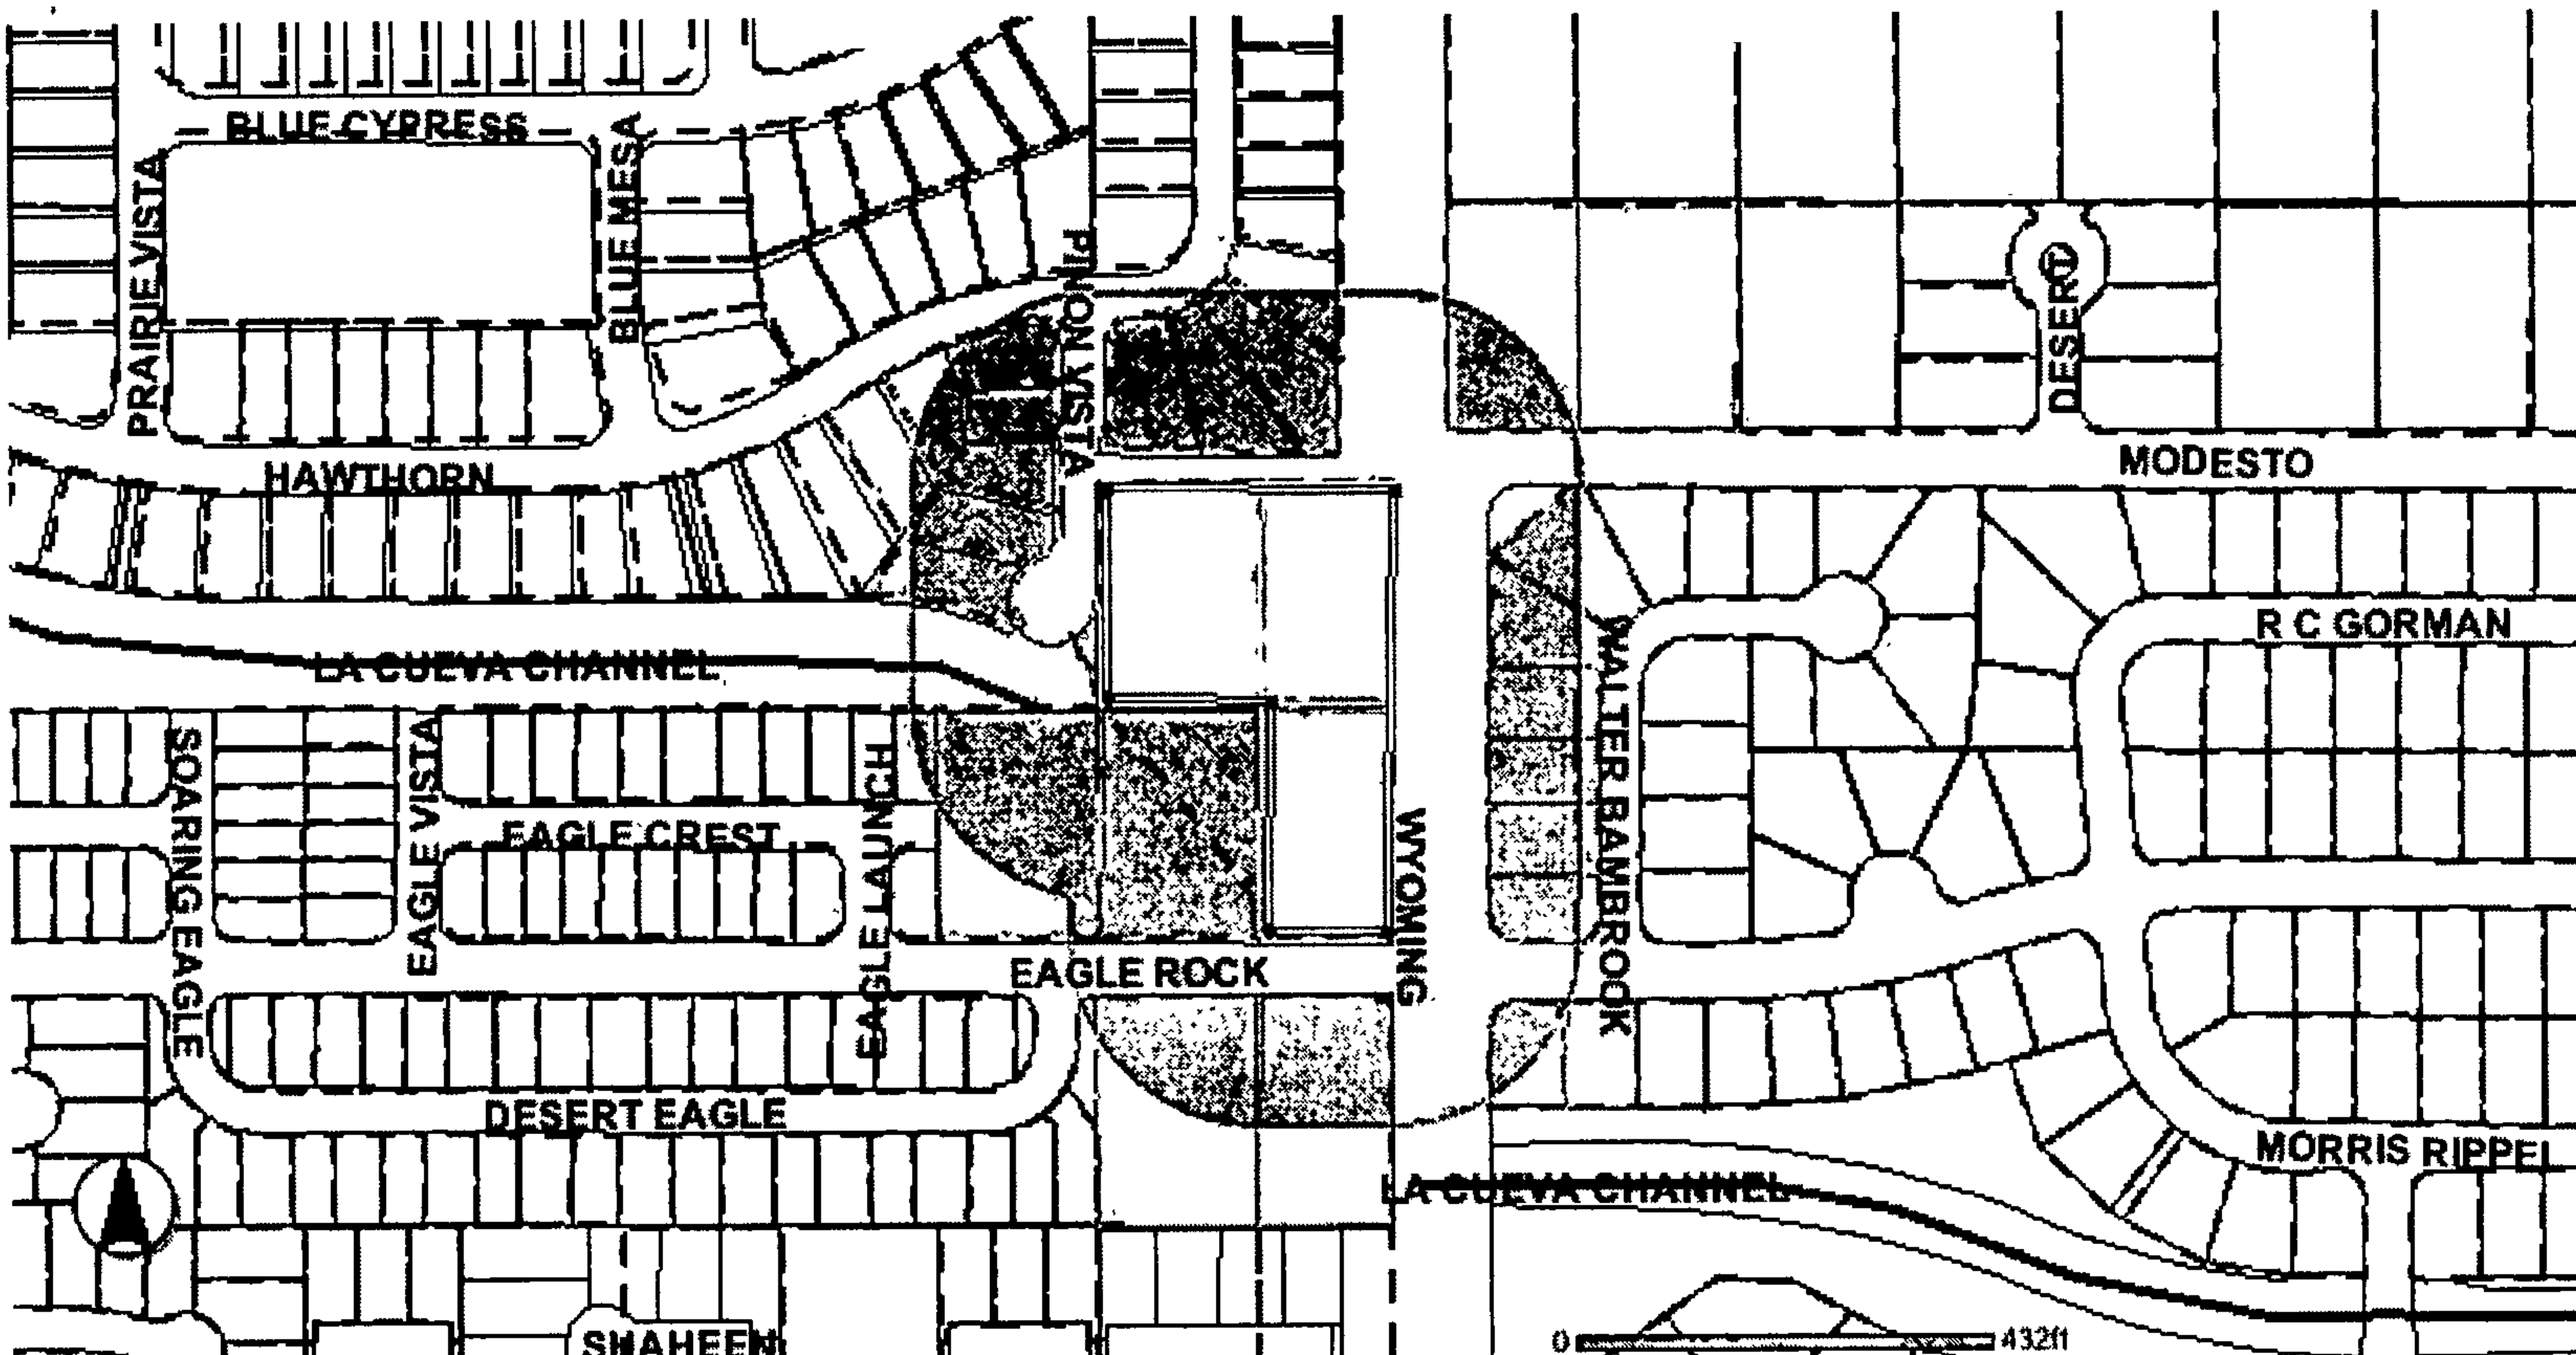 BLUE CYPRESS
BLUE MESA
PRAIRIE VISTA
PINON VISTA
DESERT
HAWTHORN
MODESTO
R C GORMAN
LA CUEVA CHANNEL
WALTER BAMBROOK
SOARING EAGLE
EAGLE VISTA
EAGLE CREST
EAGLE LAUNCH
WYOMING
EAGLE ROCK
DESERT EAGLE
MORRIS RIPPEL
LA CUEVA CHANNEL
SHAHEEN
0 432ft